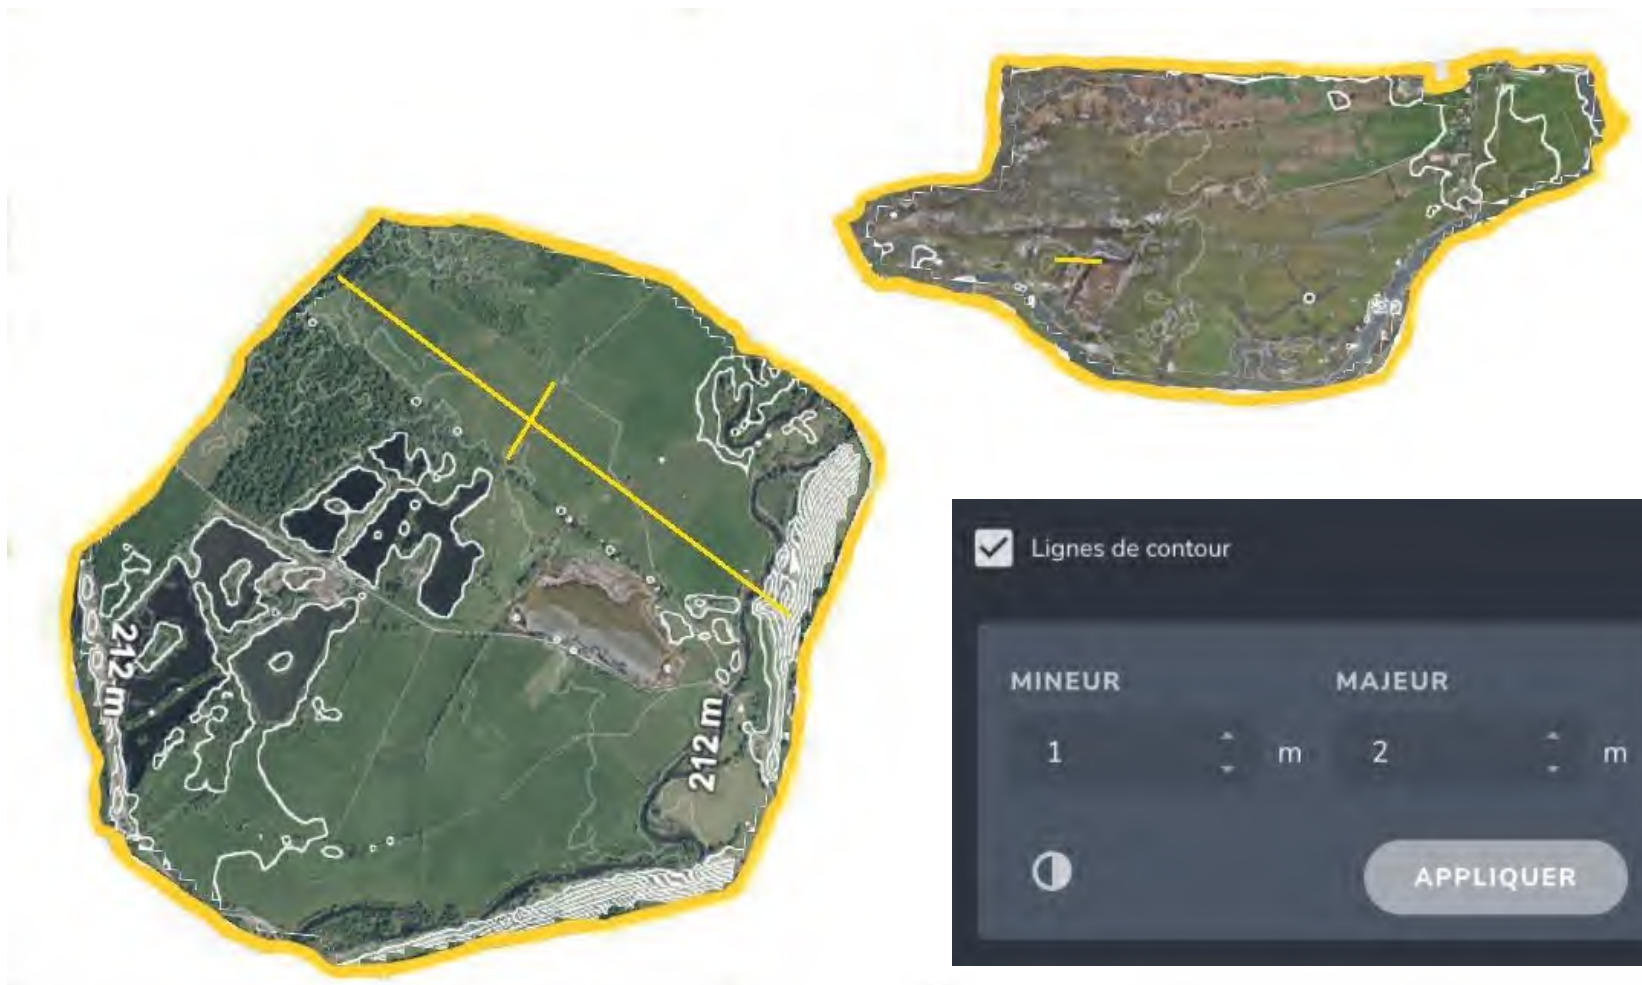 212 m
212 m
Lignes de contour
MINEUR
MAJEUR
1 m
2 m
APPLIQUER